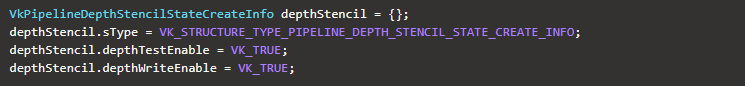 VkPipelineDepthStencilStateCreateInfo depthStencil = {};
depthStencil.sType = VK_STRUCTURE_TYPE_PIPELINE_DEPTH_STENCIL_STATE_CREATE_INFO;
depthStencil.depthTestEnable = VK_TRUE;
depthStencil.depthWriteEnable = VK_TRUE;